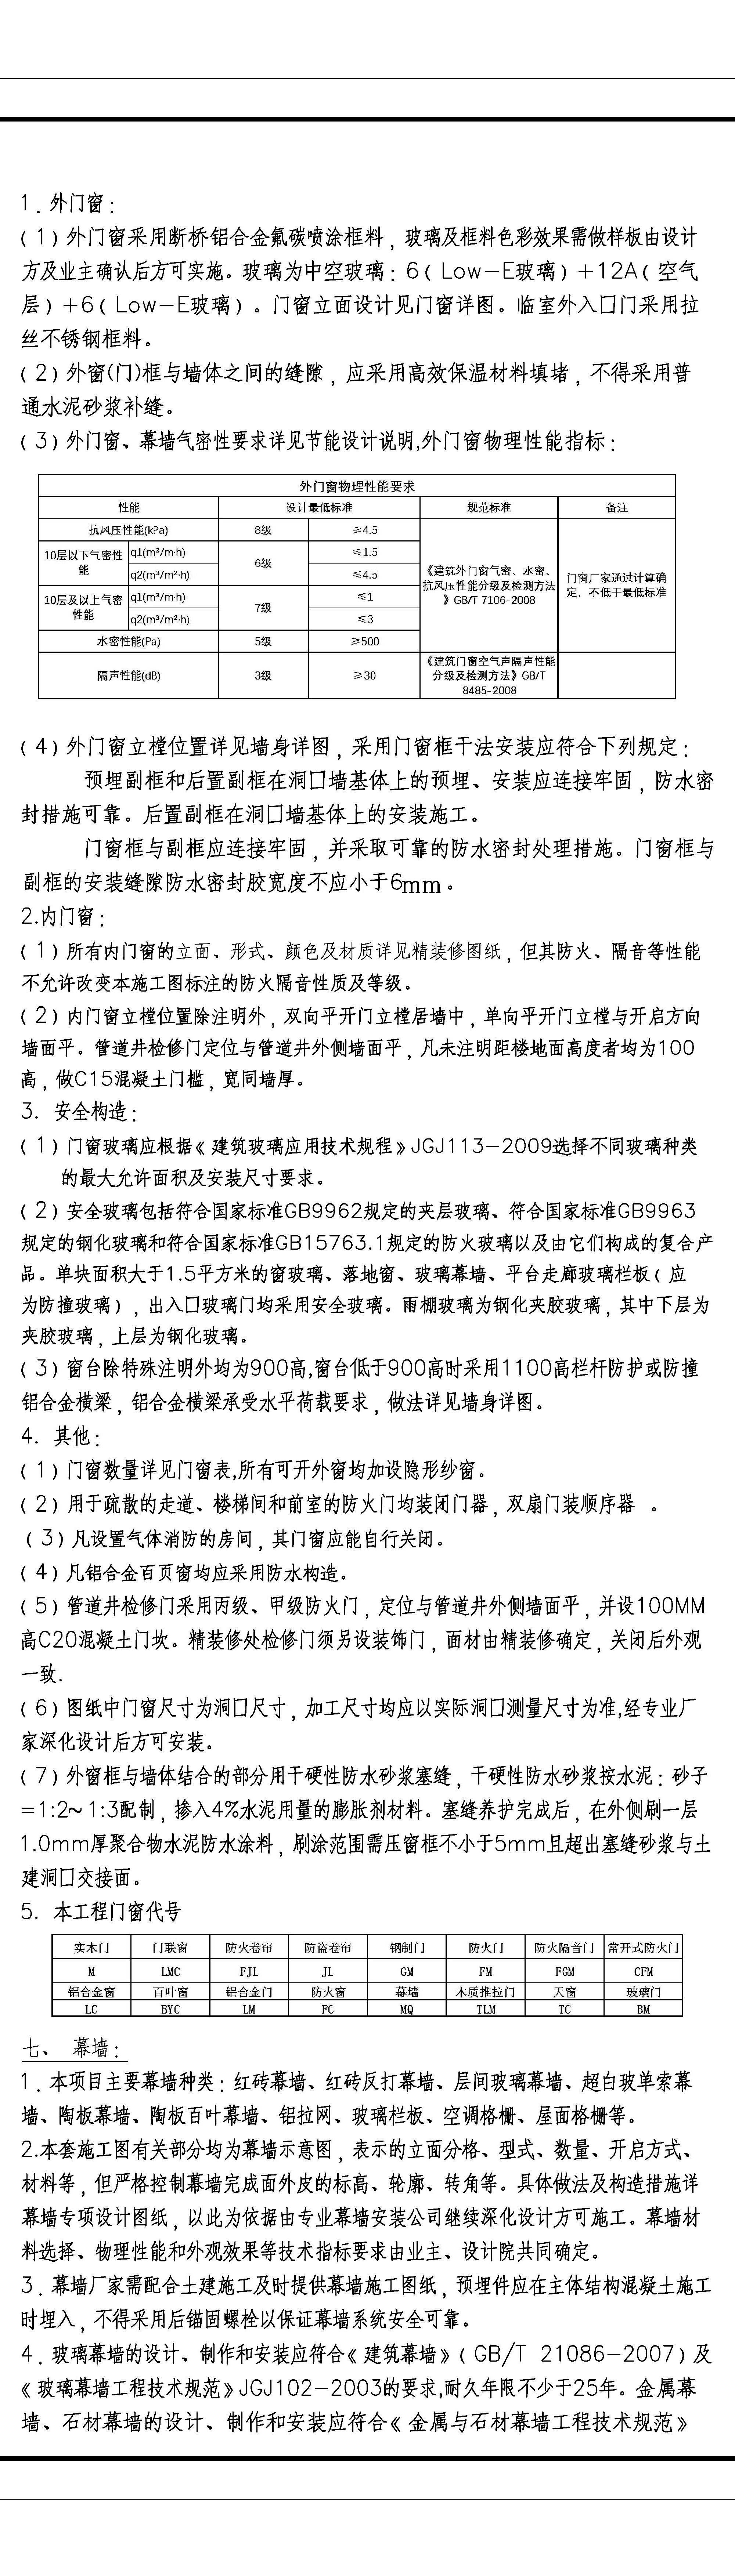 1．外门窗：
（1）外门窗采用断桥铝合金氟碳喷涂框料，玻璃及框料色彩效果需做样板由设计
方及业主确认后方可实施。玻璃为中空玻璃：6（Low-E玻璃）+12A（空气
层）+6（Low-E玻璃）。门窗立面设计见门窗详图。临室外入口门采用拉
丝不锈钢框料。
（2）外窗(门)框与墙体之间的缝隙，应采用高效保温材料填堵，不得采用普
通水泥砂浆补缝。
（3）外门窗、幕墙气密性要求详见节能设计说明,外门窗物理性能指标：
外门窗物理性能要求
性能 设计最低标准 规范标准 备注
抗风压性能(kPa) 8级 ≥4.5
10层以下气密性
能
q1(m³/m·h) 6级 ≤1.5
q2(m³/m²·h) ≤4.5
10层及以上气密
性能
q1(m³/m·h) 7级 ≤1
q2(m³/m²·h) ≤3
水密性能(Pa) 5级 ≥500
《建筑外门窗气密、水密、
抗风压性能分级及检测方法
》GB/T 7106-2008
门窗厂家通过计算确
定，不低于最低标准
隔声性能(dB) 3级 ≥30
《建筑门窗空气声隔声性能
分级及检测方法》GB/T
8485-2008
（4）外门窗立樘位置详见墙身详图，采用门窗框干法安装应符合下列规定：
预埋副框和后置副框在洞口墙基体上的预埋、安装应连接牢固，防水密
封措施可靠。后置副框在洞口墙基体上的安装施工。
门窗框与副框应连接牢固，并采取可靠的防水密封处理措施。门窗框与
副框的安装缝隙防水密封胶宽度不应小于6mm。
2.内门窗：
（1）所有内门窗的立面、形式、颜色及材质详见精装修图纸，但其防火、隔音等性能
不允许改变本施工图标注的防火隔音性质及等级。
（2）内门窗立樘位置除注明外，双向平开门立樘居墙中，单向平开门立樘与开启方向
墙面平。管道井检修门定位与管道井外侧墙面平，凡未注明距楼地面高度者均为100
高，做C15混凝土门槛，宽同墙厚。
3．安全构造：
（1）门窗玻璃应根据《建筑玻璃应用技术规程》JGJ113-2009选择不同玻璃种类
的最大允许面积及安装尺寸要求。
（2）安全玻璃包括符合国家标准GB9962规定的夹层玻璃、符合国家标准GB9963
规定的钢化玻璃和符合国家标准GB15763.1规定的防火玻璃以及由它们构成的复合产
品。单块面积大于1.5平方米的窗玻璃、落地窗、玻璃幕墙、平台走廊玻璃栏板（应
为防撞玻璃），出入口玻璃门均采用安全玻璃。雨棚玻璃为钢化夹胶玻璃，其中下层为
夹胶玻璃，上层为钢化玻璃。
（3）窗台除特殊注明外均为900高,窗台低于900高时采用1100高栏杆防护或防撞
铝合金横梁，铝合金横梁承受水平荷载要求，做法详见墙身详图。
4．其他：
（1）门窗数量详见门窗表,所有可开外窗均加设隐形纱窗。
（2）用于疏散的走道、楼梯间和前室的防火门均装闭门器，双扇门装顺序器 。
（3）凡设置气体消防的房间，其门窗应能自行关闭。
（4）凡铝合金百页窗均应采用防水构造。
（5）管道井检修门采用丙级、甲级防火门，定位与管道井外侧墙面平，并设100MM
高C20混凝土门坎。精装修处检修门须另设装饰门，面材由精装修确定，关闭后外观
一致.
（6）图纸中门窗尺寸为洞口尺寸，加工尺寸均应以实际洞口测量尺寸为准,经专业厂
家深化设计后方可安装。
（7）外窗框与墙体结合的部分用干硬性防水砂浆塞缝，干硬性防水砂浆按水泥：砂子
=1:2~1:3配制，掺入4%水泥用量的膨胀剂材料。塞缝养护完成后，在外侧刷一层
1.0mm厚聚合物水泥防水涂料，刷涂范围需压窗框不小于5mm且超出塞缝砂浆与土
建洞口交接面。
5．本工程门窗代号
实木门 门联窗 防火卷帘 防盗卷帘 钢制门 防火门 防火隔音门 常开式防火门
M LMC FJL JL GM FM FGM CFM
铝合金窗 百叶窗 铝合金门 防火窗 幕墙 木质推拉门 天窗 玻璃门
LC BYC LM FC MQ TLM TC BM
七、 幕墙：
1．本项目主要幕墙种类：红砖幕墙、红砖反打幕墙、层间玻璃幕墙、超白玻单索幕
墙、陶板幕墙、陶板百叶幕墙、铝拉网、玻璃栏板、空调格栅、屋面格栅等。
2.本套施工图有关部分均为幕墙示意图，表示的立面分格、型式、数量、开启方式、
材料等，但严格控制幕墙完成面外皮的标高、轮廓、转角等。具体做法及构造措施详
幕墙专项设计图纸，以此为依据由专业幕墙安装公司继续深化设计方可施工。幕墙材
料选择、物理性能和外观效果等技术指标要求由业主、设计院共同确定。
3．幕墙厂家需配合土建施工及时提供幕墙施工图纸，预埋件应在主体结构混凝土施工
时埋入，不得采用后锚固螺栓以保证幕墙系统安全可靠。
4．玻璃幕墙的设计、制作和安装应符合《建筑幕墙》（GB/T 21086-2007）及
《玻璃幕墙工程技术规范》JGJ102-2003的要求,耐久年限不少于25年。金属幕
墙、石材幕墙的设计、制作和安装应符合《金属与石材幕墙工程技术规范》